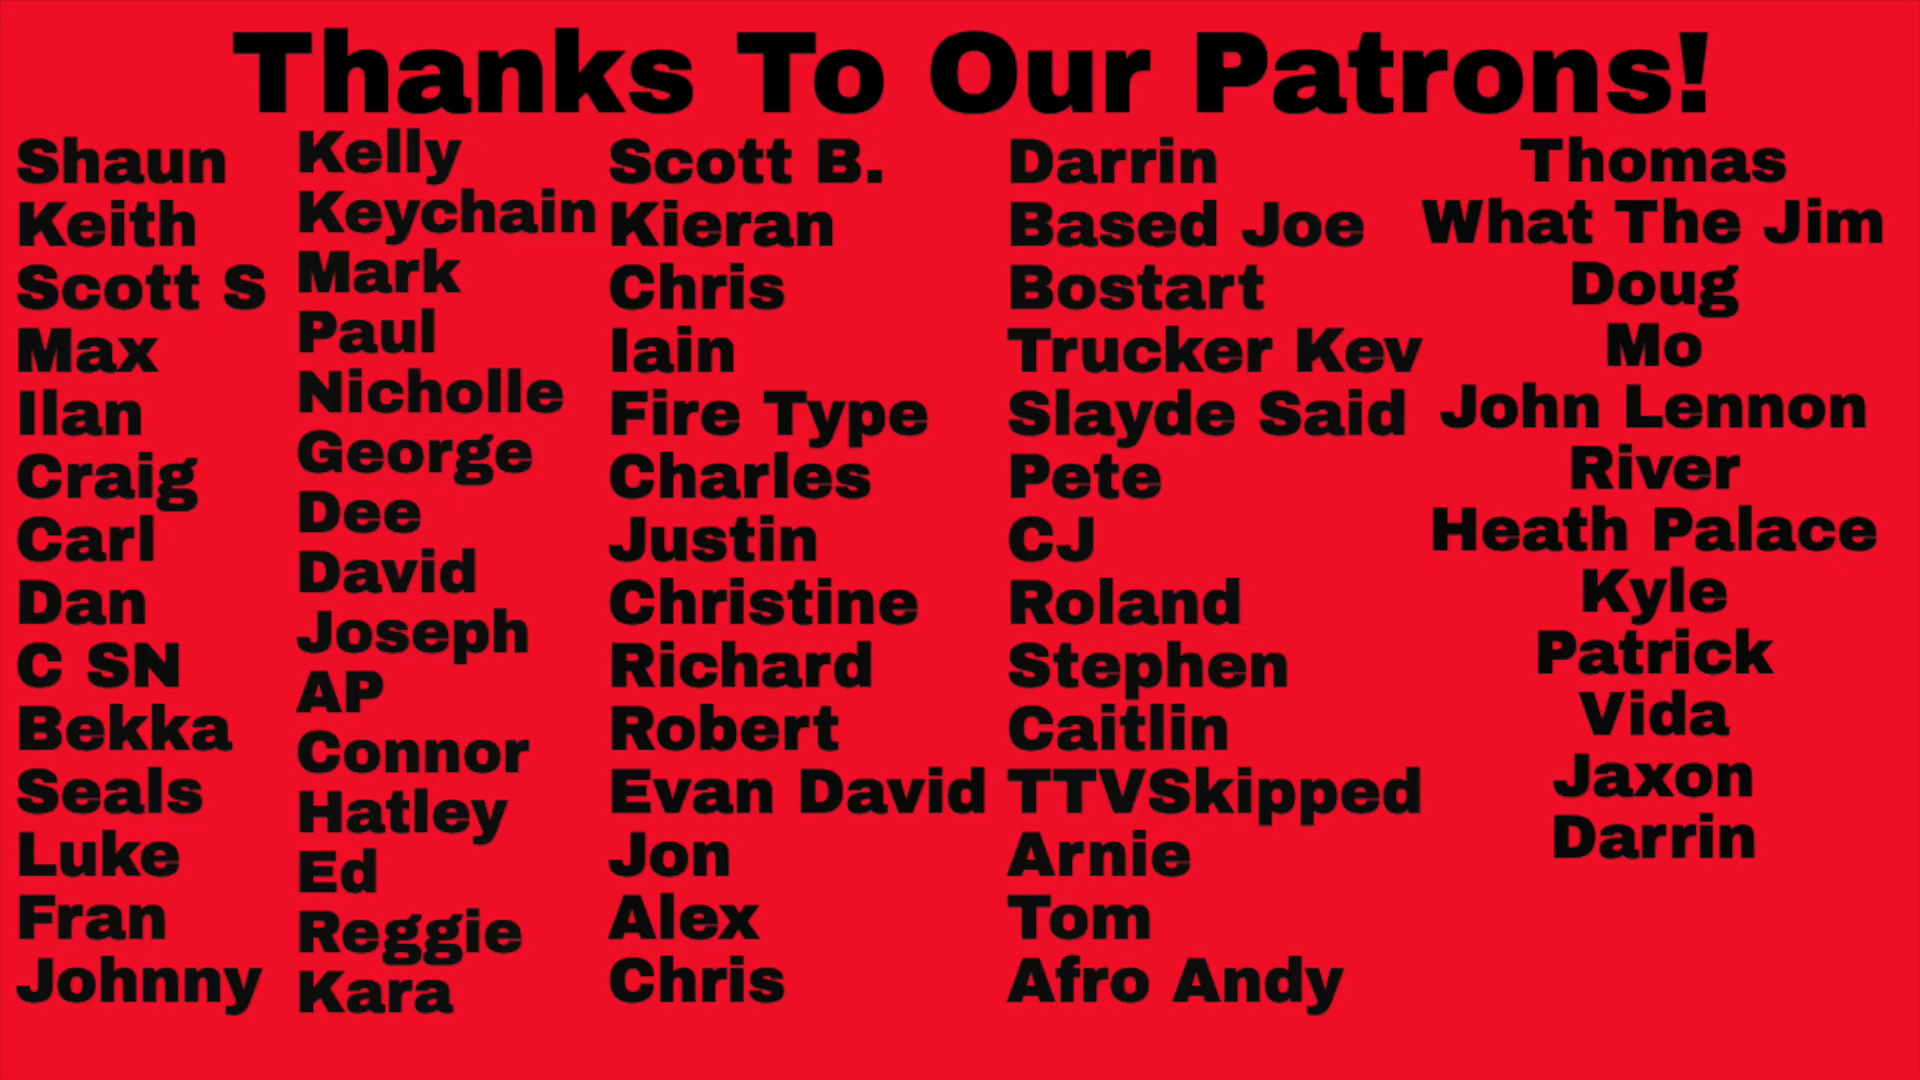 Thanks To Our Patrons!
Shaun
Keith
Scott S
Max
Ilan
Craig
Carl
Dan
C SN
Bekka
Seals
Luke
Fran
Johnny
Kelly
Keychain
Mark
Paul
Nicholle
George
Dee
David
Joseph
AP
Connor
Hatley
Ed
Reggie
Kara
Scott B.
Kieran
Chris
Iain
Fire Type
Charles
Justin
Christine
Richard
Robert
Evan David
Jon
Alex
Chris
Darrin
Based Joe
Bostart
Trucker Kev
Slayde Said
Pete
CJ
Roland
Stephen
Caitlin
TTVSkipped
Arnie
Tom
Afro Andy
Thomas
What The Jim
Doug
Mo
John Lennon
River
Heath Palace
Kyle
Patrick
Vida
Jaxon
Darrin